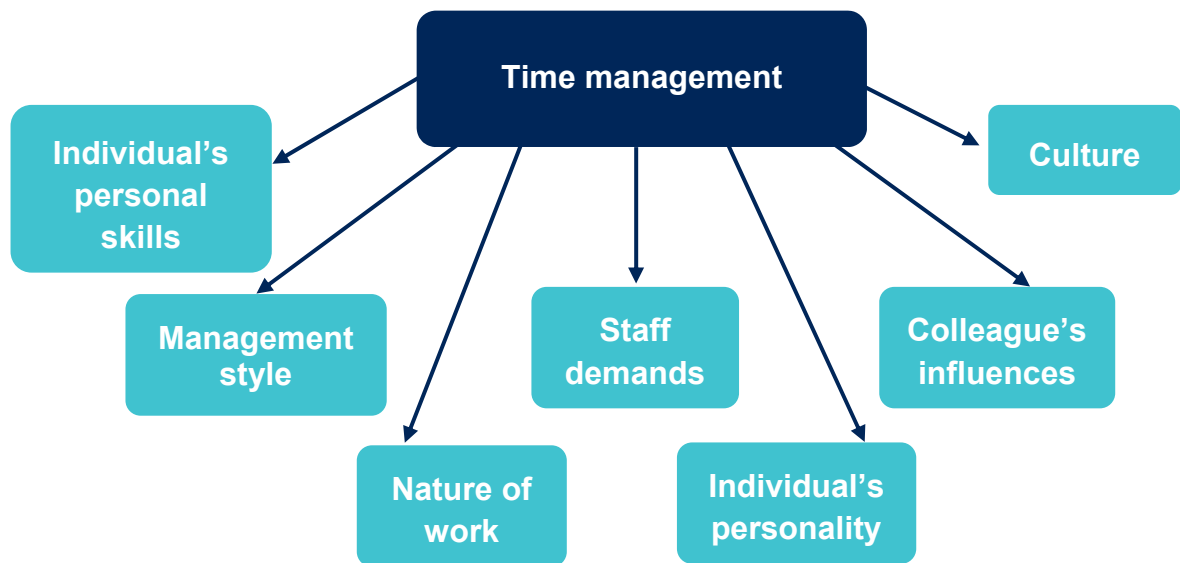 Time management
Individual’s
personal
skills
Culture
Management
style
Staff
demands
Colleague’s
influences
Nature of
work
Individual’s
personality